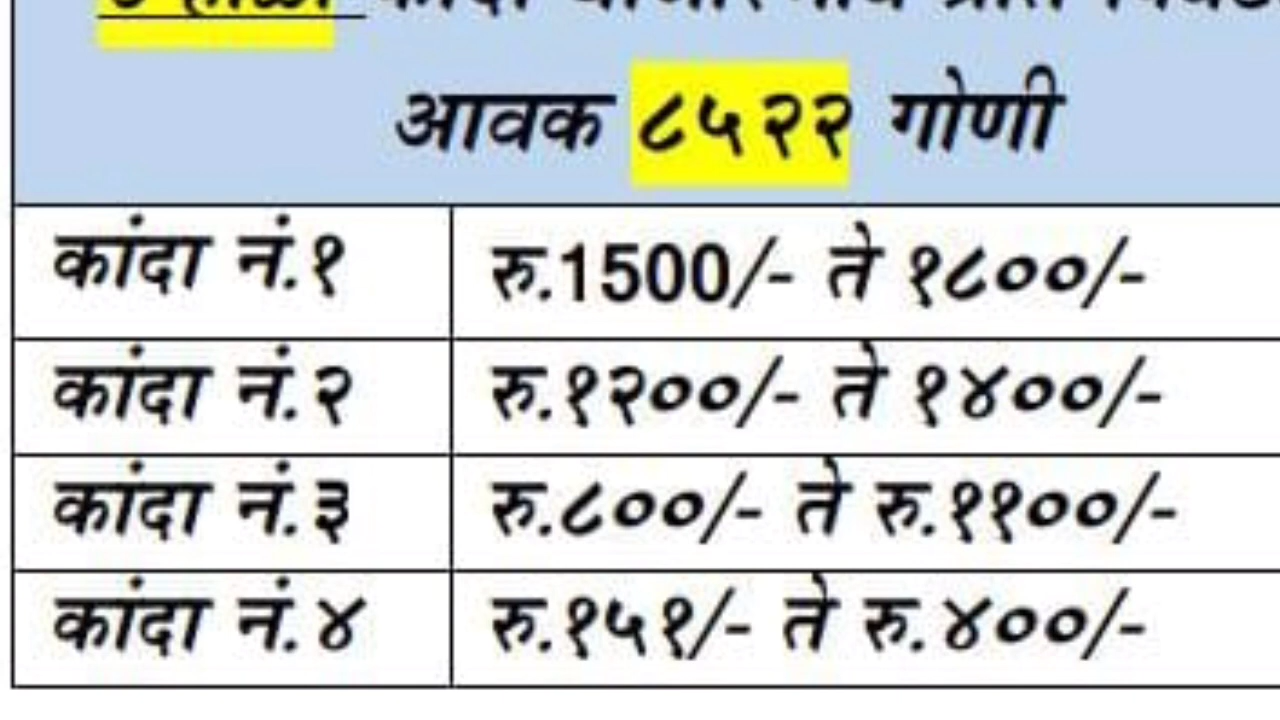 आवक ८५२२ गोणी
कांदा नं.१ रु.1500/- ते १८००/-
कांदा नं.२ रु.१२००/- ते १४००/-
कांदा नं.३ रु.८००/- ते रु.११००/-
कांदा नं.४ रु.१५१/- ते रु.४००/-